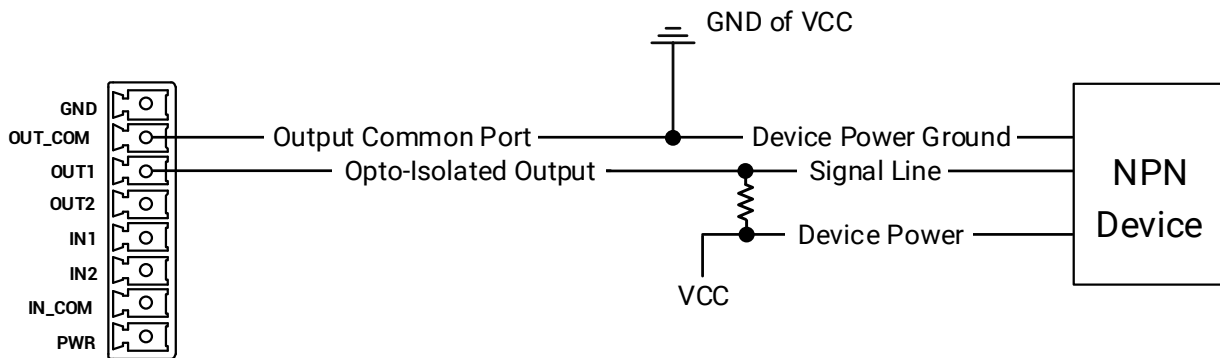 GND of VCC
GND
OUT_COM
Output Common Port
Device Power Ground
OUT1
Opto-Isolated Output
Signal Line
NPN
Device
OUT2
IN1
Device Power
IN2
VCC
IN_COM
PWR